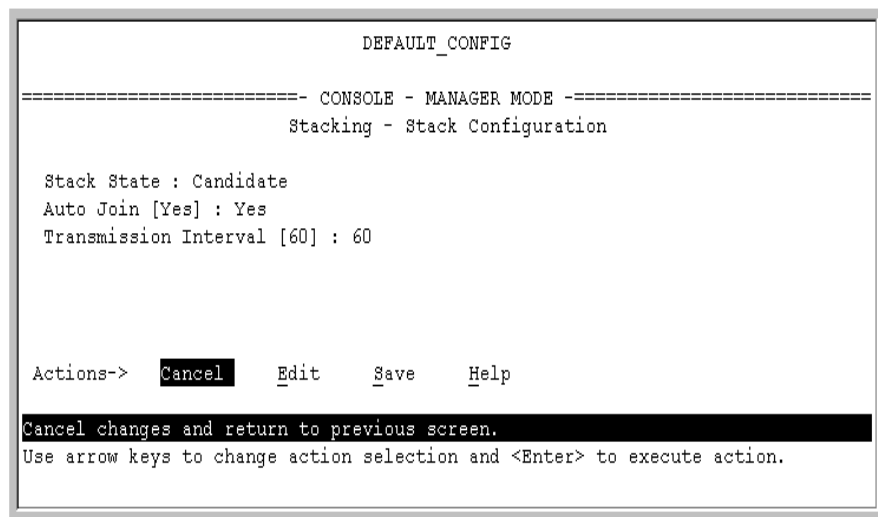 DEFAULT_CONFIG
==========================- CONSOLE - MANAGER MODE -============================
Stacking - Stack Configuration
Stack State : Candidate
Auto Join [Yes] : Yes
Transmission Interval [60] : 60
Actions-> Cancel Edit Save Help
Cancel changes and return to previous screen.
Use arrow keys to change action selection and <Enter> to execute action.